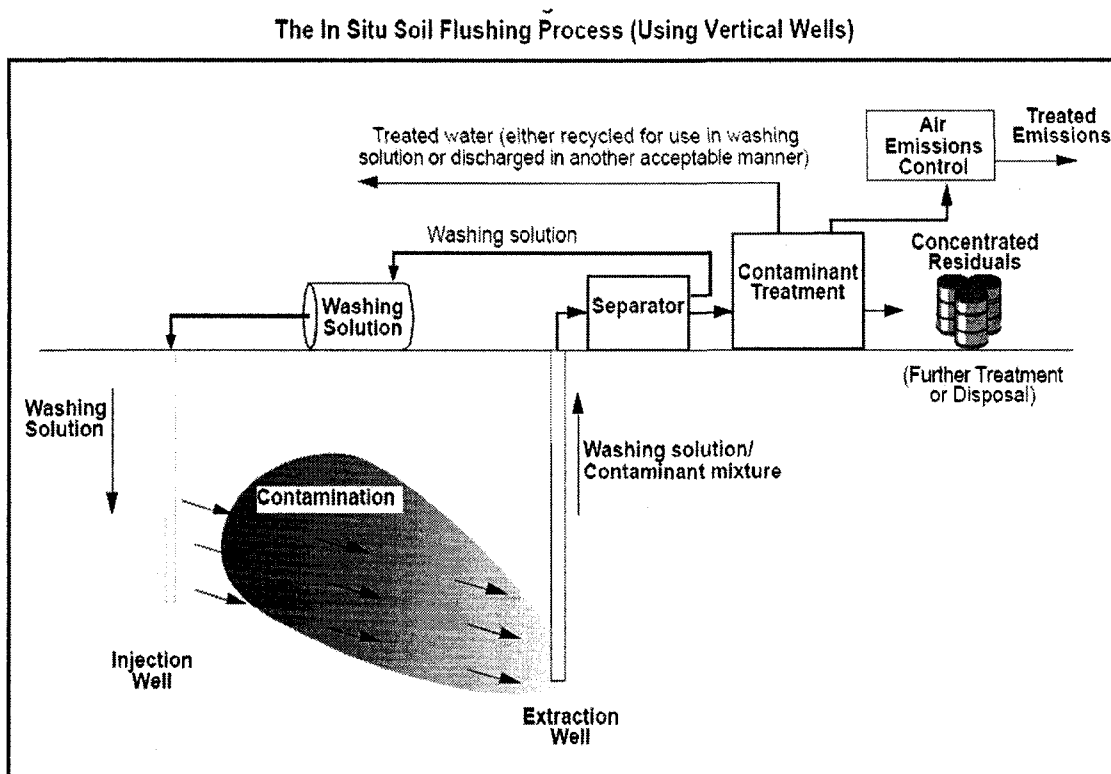 The In Situ Soil Flushing Process (Using Vertical Wells)
Treated water (either recycled for use in washing
solution or discharged in another acceptable manner)
Air
Emissions
Control
Treated
Emissions
Washing solution
Washing
Solution
Separator
Contaminant
Treatment
Concentrated
Residuals
(Further Treatment
or Disposal)
Washing
Solution
Washing solution/
Contaminant mixture
Contamination
Injection
Well
Extraction
Well